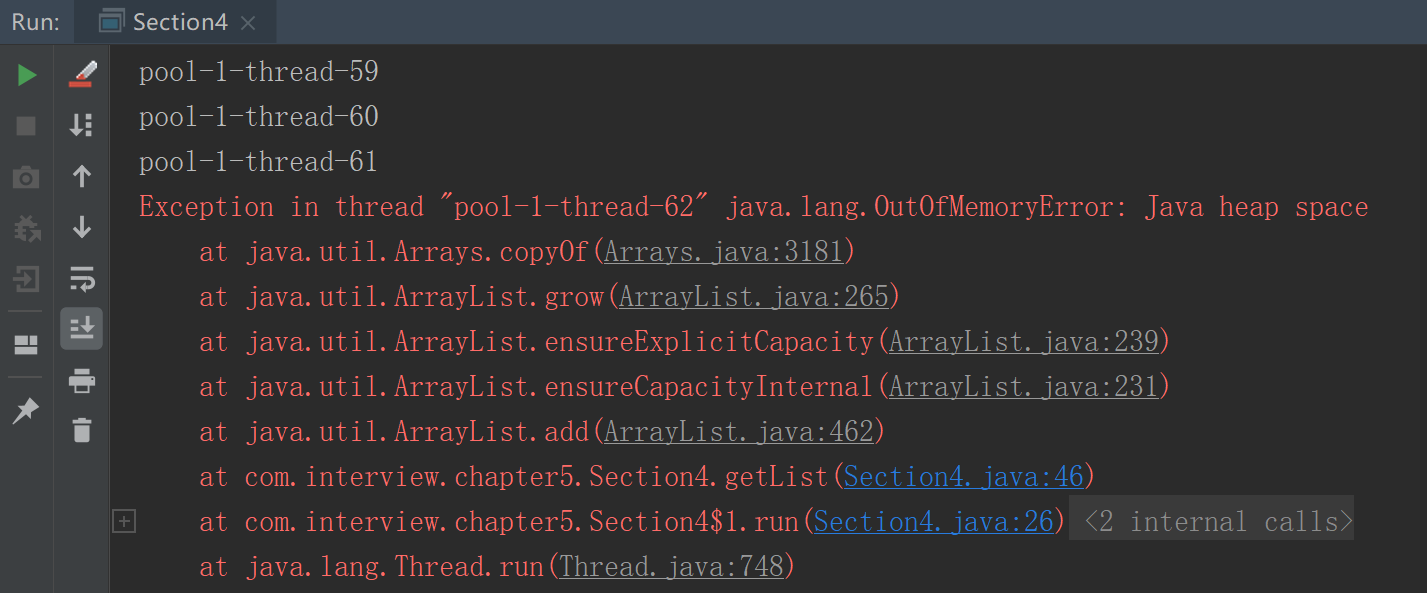 Run: Section4
pool-1-thread-59
pool-1-thread-60
pool-1-thread-61
Exception in thread "pool-1-thread-62" java.lang.OutOfMemoryError: Java heap space
at java.util.Arrays.copyOf(Arrays.java:3181)
at java.util.ArrayList.grow(ArrayList.java:265)
at java.util.ArrayList.ensureExplicitCapacity(ArrayList.java:239)
at java.util.ArrayList.ensureCapacityInternal(ArrayList.java:231)
at java.util.ArrayList.add(ArrayList.java:462)
at com.interview.chapter5.Section4.getList(Section4.java:46)
at com.interview.chapter5.Section4$1.run(Section4.java:26) <2 internal calls>
at java.lang.Thread.run(Thread.java:748)